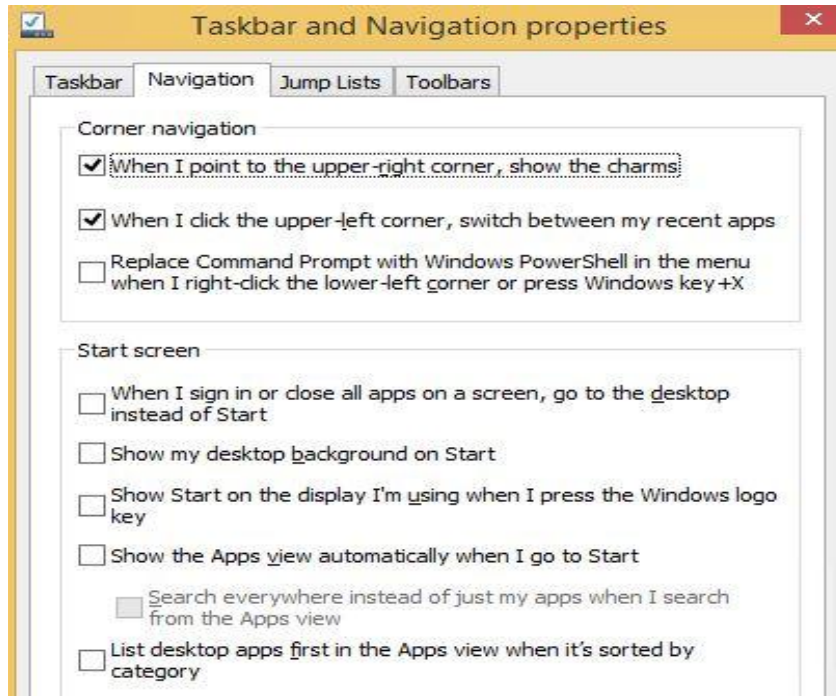 Taskbar and Navigation properties
Taskbar
Navigation
Jump Lists
Toolbars
Corner navigation
When I point to the upper-right corner, show the charms
When I click the upper-left corner, switch between my recent apps
Replace Command Prompt with Windows PowerShell in the menu
when I right-click the lower-left corner or press Windows key+X
Start screen
When I sign in or close all apps on a screen, go to the desktop
instead of Start
Show my desktop background on Start
Show Start on the display I'm using when I press the Windows logo
key
Show the Apps view automatically when I go to Start
Search everywhere instead of just my apps when I search
from the Apps view
List desktop apps first in the Apps view when it's sorted by
category